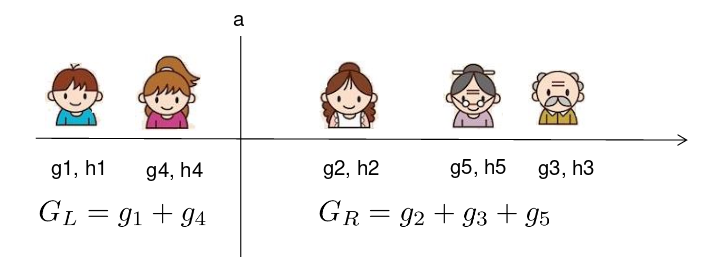 a
g1, h1 g4, h4 g2, h2 g5, h5 g3, h3
G_L = g_1 + g_4 G_R = g_2 + g_3 + g_5